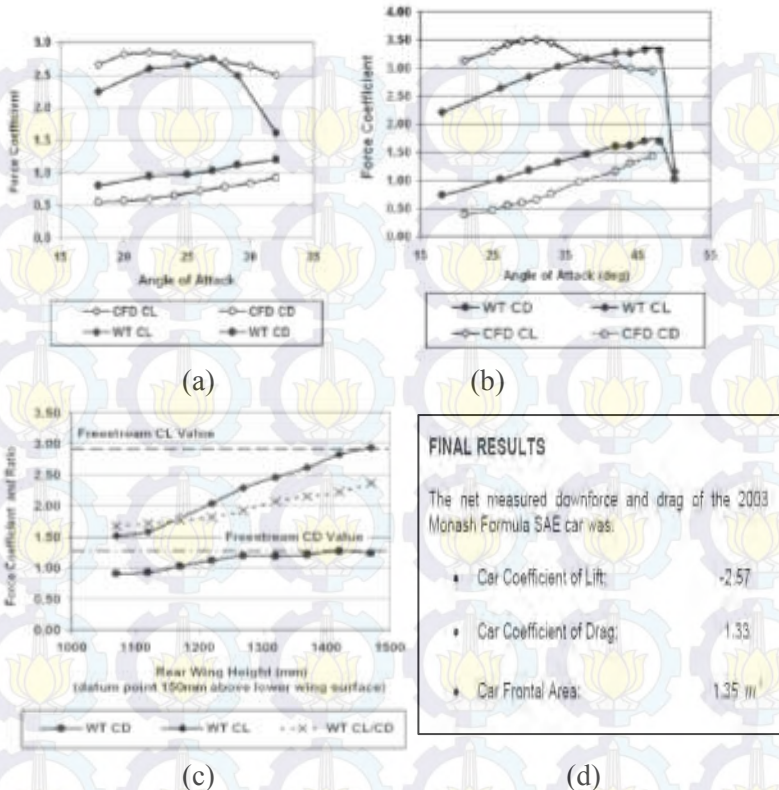 3.0
2.5
2.0
1.5
1.0
0.5
0.0
15 20 25 30 35
Force Coefficient
Angle of Attack
CFD CL CFD CD
WT CL WT CD
(a)
4.00
3.50
3.00
2.50
2.00
1.50
1.00
0.50
0.00
15 25 35 45 55
Force Coefficient
Angle of Attack (deg)
WT CD WT CL
CFD CL CFD CD
(b)
3.50
3.00
2.50
2.00
1.50
1.00
0.50
0.00
1000 1100 1200 1300 1400 1500
Force Coefficient and Ratio
Freestream CL Value
Freestream CD Value
Rear Wing Height (mm)
(datum point 150mm above lower wing surface)
WT CD WT CL WT CL/CD
(c)
FINAL RESULTS
The net measured downforce and drag of the 2003
Monash Formula SAE car was:
• Car Coefficient of Lift: -2.57
• Car Coefficient of Drag: 1.33
• Car Frontal Area: 1.35
(d)